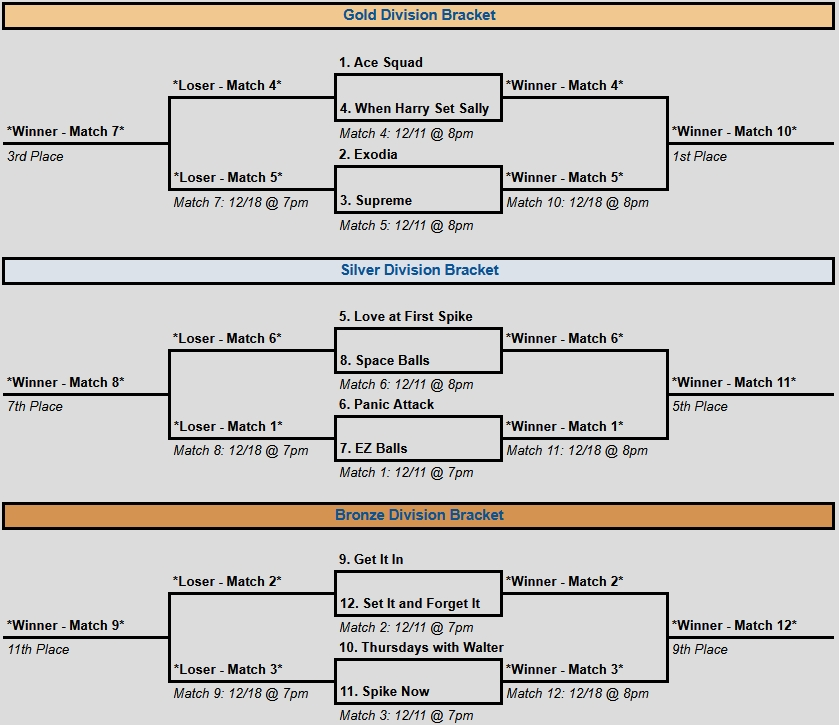 Gold Division Bracket
1. Ace Squad
*Loser - Match 4*
*Winner - Match 4*
4. When Harry Set Sally
*Winner - Match 7*
Match 4: 12/11 @ 8pm
*Winner - Match 10*
3rd Place
2. Exodia
1st Place
*Loser - Match 5*
*Winner - Match 5*
Match 7: 12/18 @ 7pm
3. Supreme
Match 10: 12/18 @ 8pm
Match 5: 12/11 @ 8pm
Silver Division Bracket
5. Love at First Spike
*Loser - Match 6*
*Winner - Match 6*
8. Space Balls
*Winner - Match 8*
Match 6: 12/11 @ 8pm
*Winner - Match 11*
7th Place
6. Panic Attack
5th Place
*Loser - Match 1*
*Winner - Match 1*
Match 8: 12/18 @ 7pm
7. EZ Balls
Match 11: 12/18 @ 8pm
Match 1: 12/11 @ 7pm
Bronze Division Bracket
9. Get It In
*Loser - Match 2*
*Winner - Match 2*
12. Set It and Forget It
*Winner - Match 9*
Match 2: 12/11 @ 7pm
*Winner - Match 12*
11th Place
10. Thursdays with Walter
9th Place
*Loser - Match 3*
*Winner - Match 3*
Match 9: 12/18 @ 7pm
11. Spike Now
Match 12: 12/18 @ 8pm
Match 3: 12/11 @ 7pm